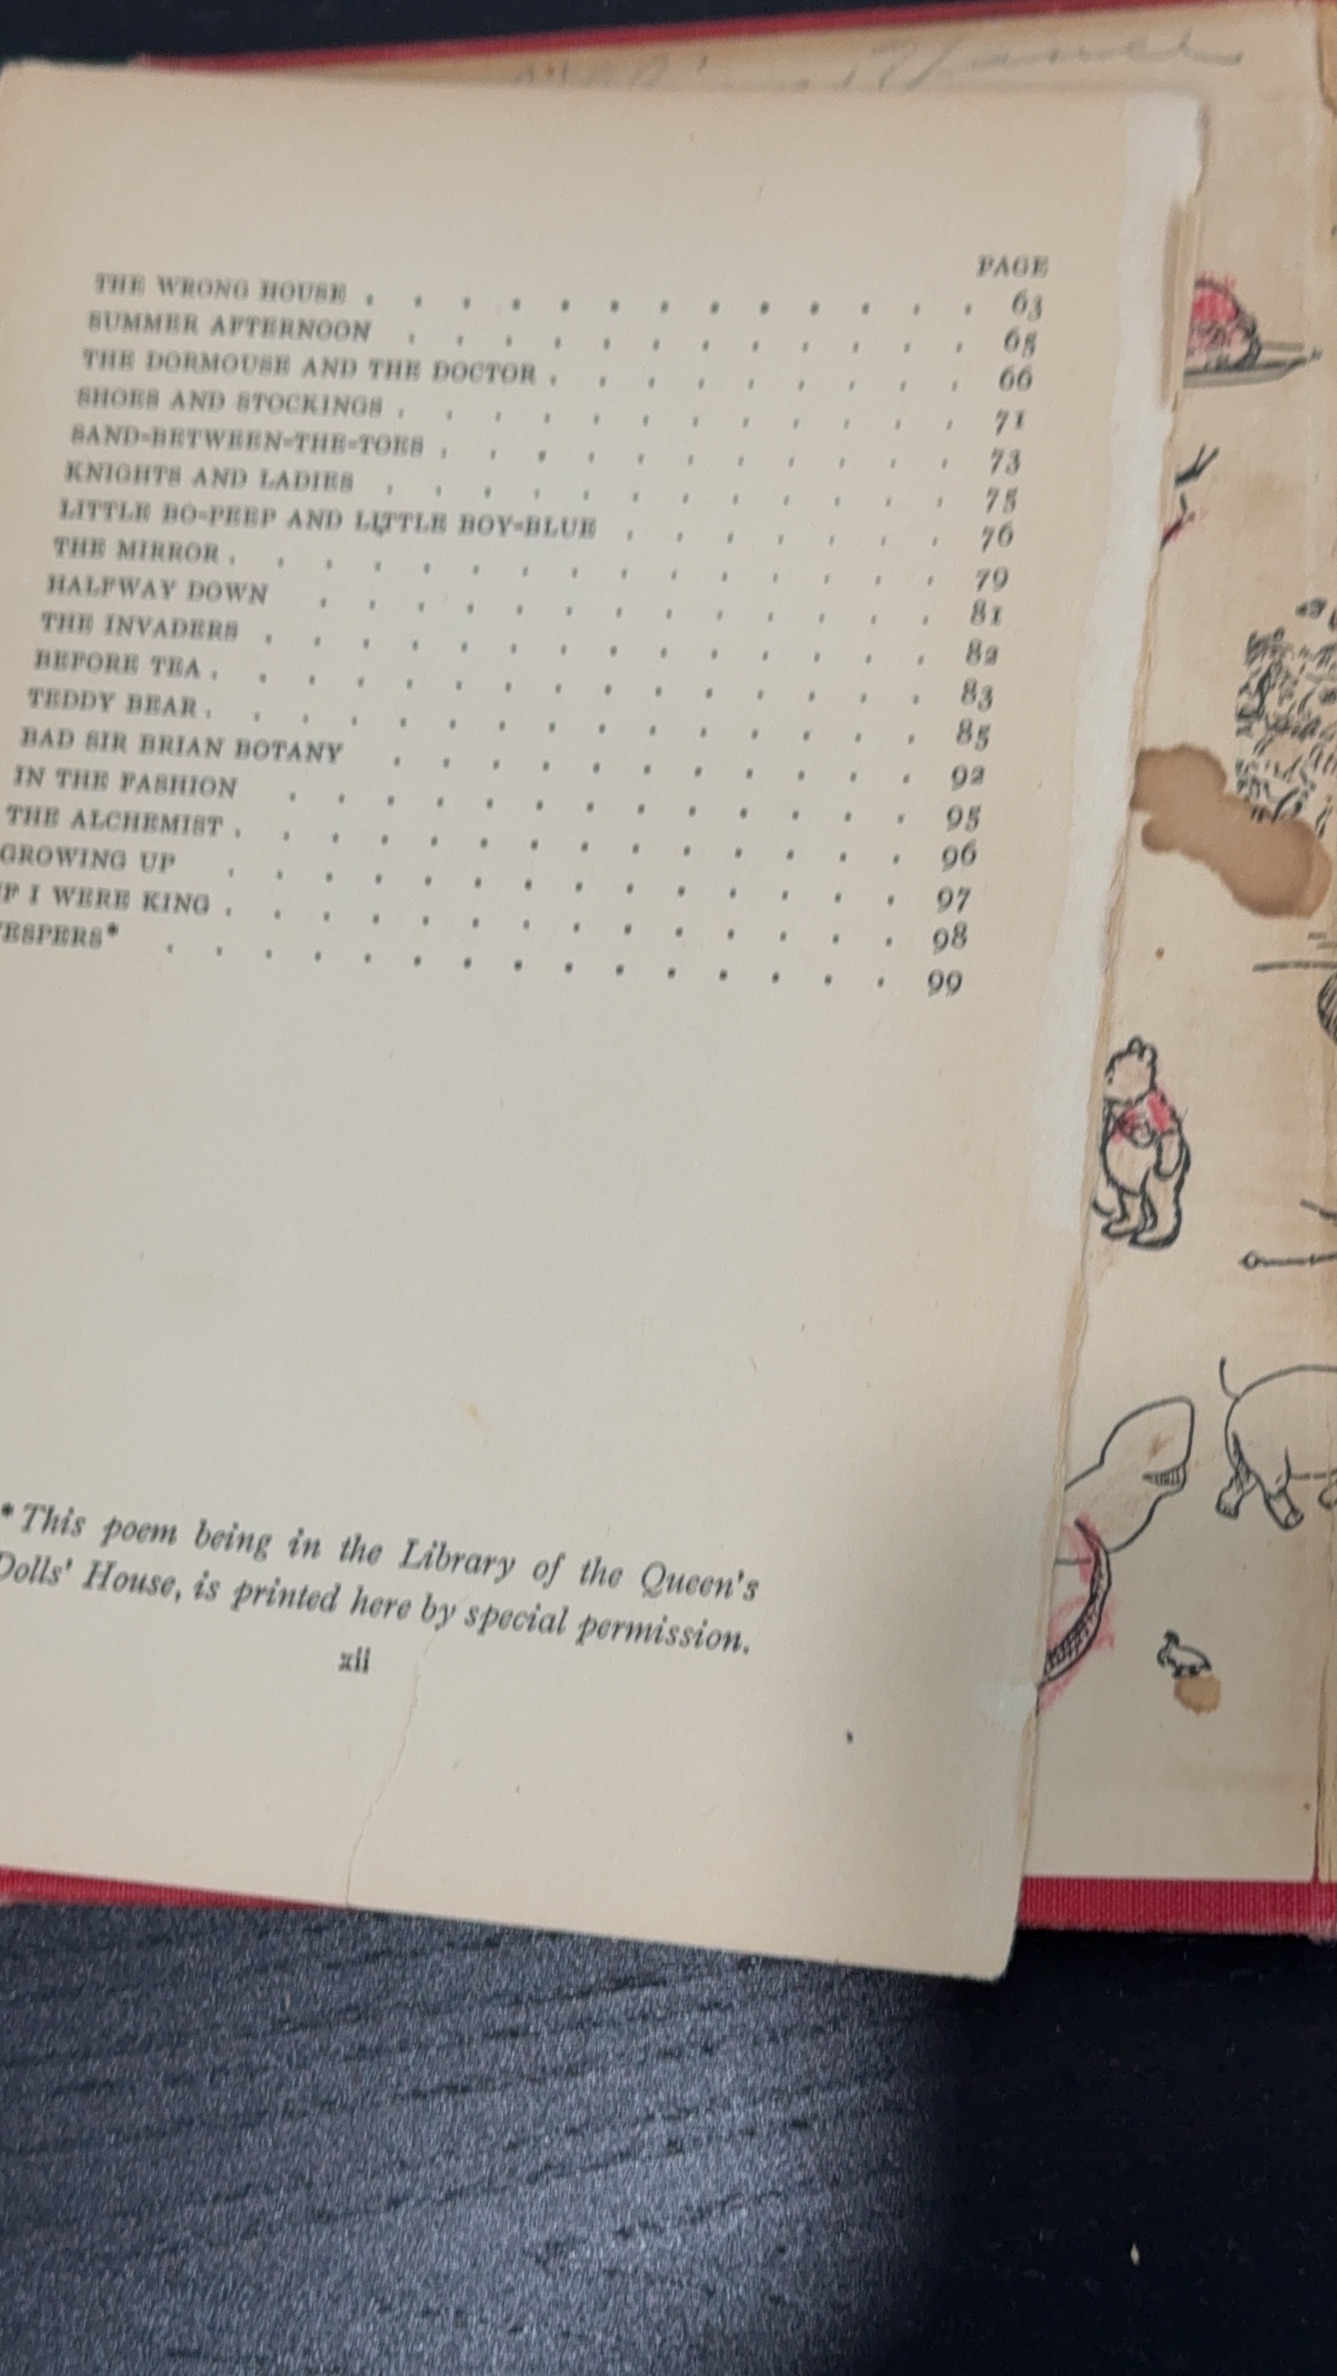 PAGE
THE WRONG HOUSE . . . . . . . . . . . . . 63
SUMMER AFTERNOON . . . . . . . . . . . . 65
THE DORMOUSE AND THE DOCTOR . . . . . . . . . 66
SHOES AND STOCKINGS . . . . . . . . . . . . 71
SAND-BETWEEN-THE-TOES . . . . . . . . . . . 73
KNIGHTS AND LADIES . . . . . . . . . . . . 75
LITTLE BO-PEEP AND LITTLE BOY-BLUE . . . . . . . 76
THE MIRROR . . . . . . . . . . . . . . . 79
HALFWAY DOWN . . . . . . . . . . . . . 81
THE INVADERS . . . . . . . . . . . . . . 82
BEFORE TEA . . . . . . . . . . . . . . . 83
TEDDY BEAR . . . . . . . . . . . . . . . 85
BAD SIR BRIAN BOTANY . . . . . . . . . . . 92
IN THE FASHION . . . . . . . . . . . . . 95
THE ALCHEMIST . . . . . . . . . . . . . . 96
GROWING UP . . . . . . . . . . . . . . 97
IF I WERE KING . . . . . . . . . . . . . . 98
VESPERS* . . . . . . . . . . . . . . . 99
*This poem being in the Library of the Queen's
Dolls' House, is printed here by special permission.
xii